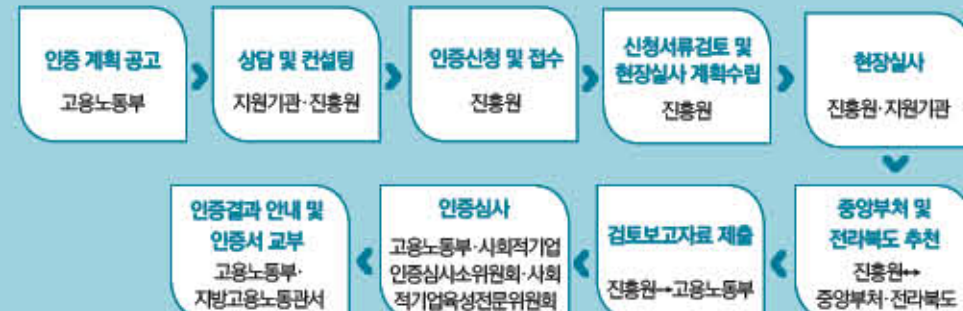 인증 계획 공고
고용노동부
상담 및 컨설팅
지원기관·진흥원
인증신청 및 접수
진흥원
신청서류검토 및
현장실사 계획수립
진흥원
현장실사
진흥원·지원기관
중앙부처 및
전라북도 추천
진흥원↔
중앙부처·전라북도
검토보고자료 제출
진흥원→고용노동부
인증심사
고용노동부·사회적기업
인증심사소위원회·사회
적기업육성전문위원회
인증결과 안내 및
인증서 교부
고용노동부·
지방고용노동관서